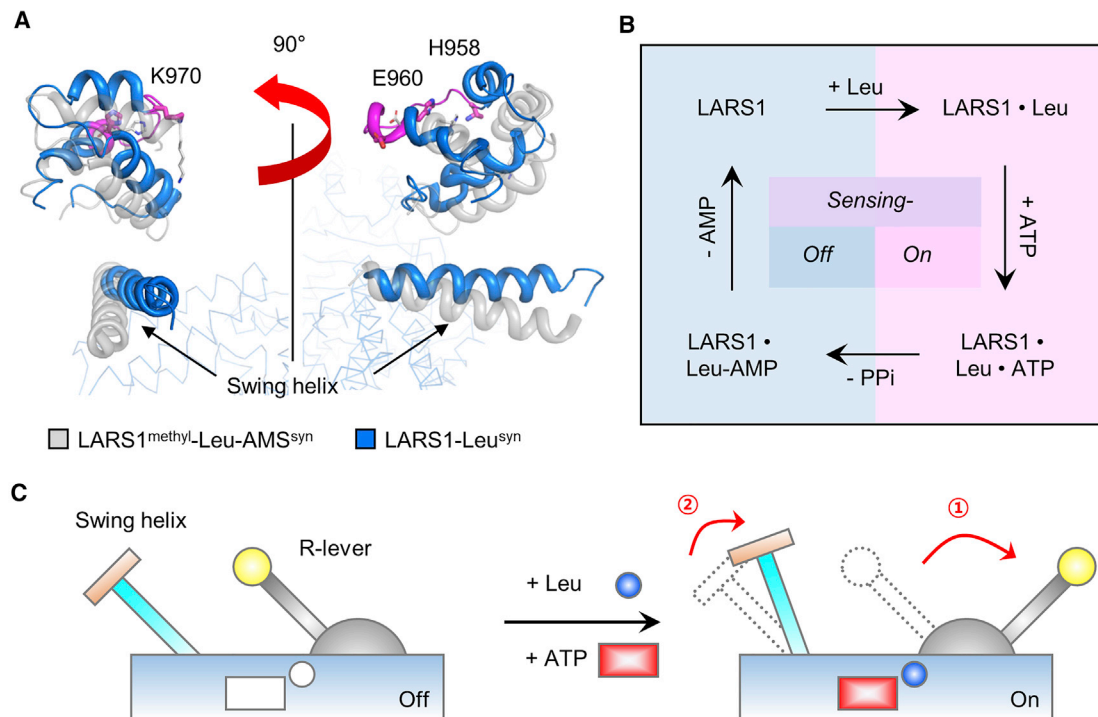 A
90°
K970
H958
E960
Swing helix
LARS1methyl-Leu-AMSsyn
LARS1-Leusyn
B
LARS1
+ Leu
LARS1 • Leu
- AMP
Sensing-
Off
On
+ ATP
LARS1 •
Leu-AMP
- PPi
LARS1 •
Leu • ATP
C
Swing helix
R-lever
Off
+ Leu
+ ATP
②
①
On